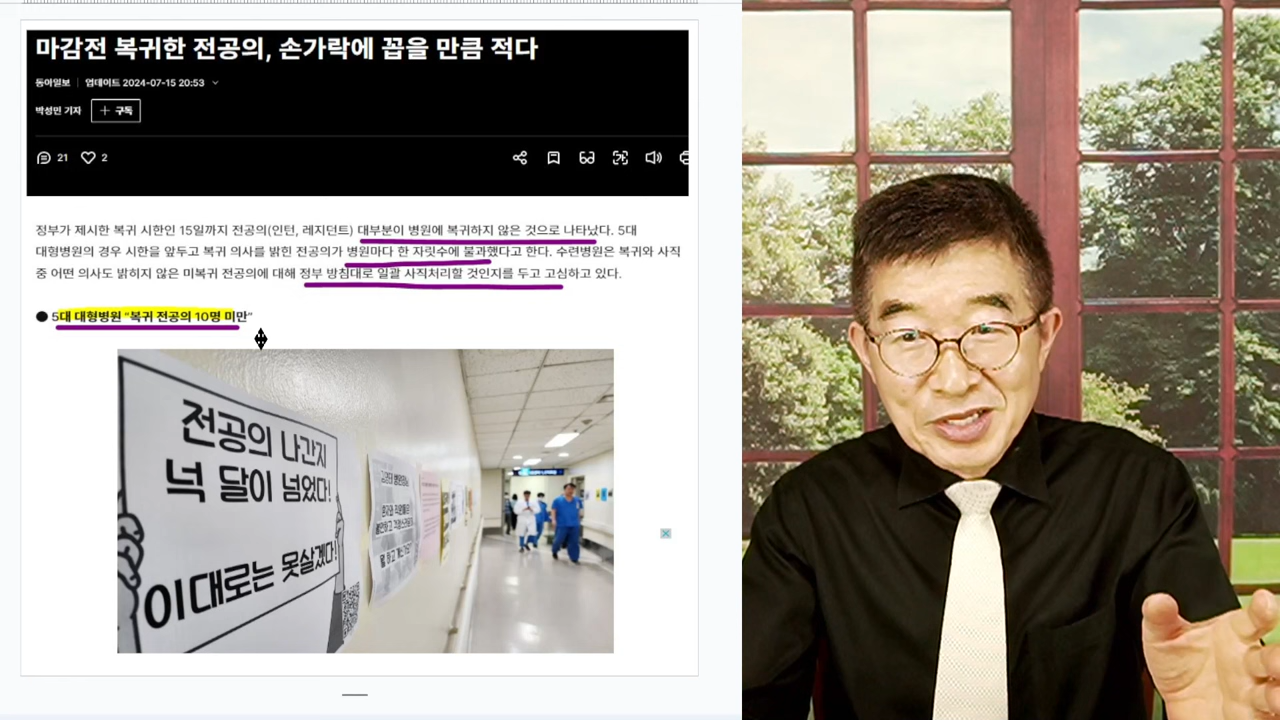 마감전 복귀한 전공의, 손가락에 꼽을 만큼 적다
동아일보 업데이트 2024-07-15 20:53
박성민 기자 + 구독
21 2
정부가 제시한 복귀 시한인 15일까지 전공의(인턴, 레지던트) 대부분이 병원에 복귀하지 않은 것으로 나타났다. 5대
대형병원의 경우 시한을 앞두고 복귀 의사를 밝힌 전공의가 병원마다 한 자릿수에 불과했다고 한다. 수련병원은 복귀와 사직
중 어떤 의사도 밝히지 않은 미복귀 전공의에 대해 정부 방침대로 일괄 사직처리할 것인지를 두고 고심하고 있다.
● 5대 대형병원 “복귀 전공의 10명 미만”
전공의 나간지
넉 달이 넘었다!
이대로는 못살겠다!